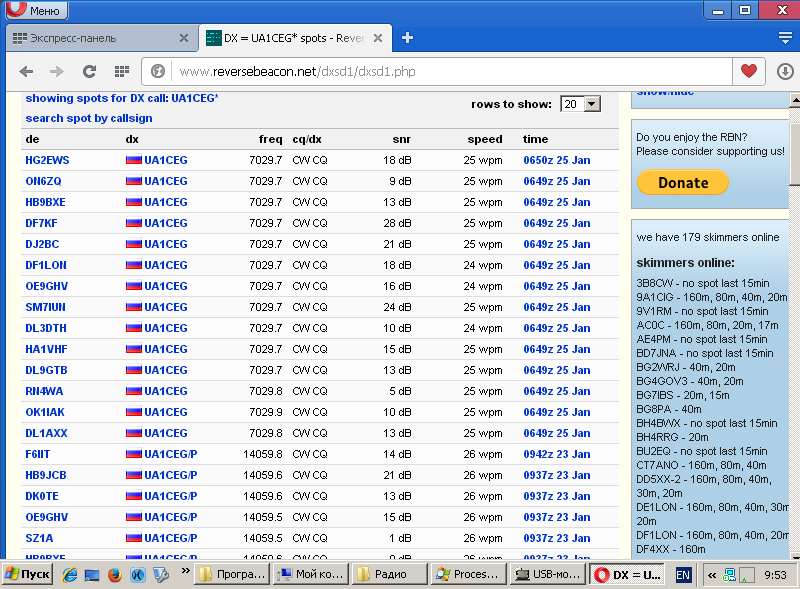 Меню
Экспресс-панель
DX = UA1CEG* spots - Rever
www.reversebeacon.net/dxsd1/dxsd1.php
showing spots for DX call: UA1CEG*
rows to show: 20
search spot by callsign
de dx freq cq/dx snr speed time
HG2EWS UA1CEG 7029.7 CW CQ 18 dB 25 wpm 0650z 25 Jan
ON6ZQ UA1CEG 7029.7 CW CQ 9 dB 25 wpm 0649z 25 Jan
HB9BXE UA1CEG 7029.7 CW CQ 13 dB 25 wpm 0649z 25 Jan
DF7KF UA1CEG 7029.7 CW CQ 28 dB 25 wpm 0649z 25 Jan
DJ2BC UA1CEG 7029.7 CW CQ 21 dB 25 wpm 0649z 25 Jan
DF1LON UA1CEG 7029.7 CW CQ 18 dB 24 wpm 0649z 25 Jan
OE9GHV UA1CEG 7029.7 CW CQ 16 dB 24 wpm 0649z 25 Jan
SM7IUN UA1CEG 7029.7 CW CQ 24 dB 25 wpm 0649z 25 Jan
DL3DTH UA1CEG 7029.7 CW CQ 10 dB 24 wpm 0649z 25 Jan
HA1VHF UA1CEG 7029.7 CW CQ 15 dB 25 wpm 0649z 25 Jan
DL9GTB UA1CEG 7029.7 CW CQ 13 dB 25 wpm 0649z 25 Jan
RN4WA UA1CEG 7029.8 CW CQ 5 dB 25 wpm 0649z 25 Jan
OK1IAK UA1CEG 7029.9 CW CQ 10 dB 25 wpm 0649z 25 Jan
DL1AXX UA1CEG 7029.8 CW CQ 13 dB 25 wpm 0649z 25 Jan
F6IIT UA1CEG/P 14059.8 CW CQ 14 dB 26 wpm 0942z 23 Jan
HB9JCB UA1CEG/P 14059.6 CW CQ 21 dB 26 wpm 0937z 23 Jan
DK0TE UA1CEG/P 14059.6 CW CQ 13 dB 26 wpm 0937z 23 Jan
OE9GHV UA1CEG/P 14059.5 CW CQ 15 dB 26 wpm 0937z 23 Jan
SZ1A UA1CEG/P 14059.5 CW CQ 1 dB 26 wpm 0937z 23 Jan
HB9BXE UA1CEG/P 14059.6 CW CQ 9 dB 26 wpm 0937z 23 Jan
show/hide
Do you enjoy the RBN?
Please consider supporting us!
Donate
we have 179 skimmers online
skimmers online:
3B8CW - no spot last 15min
9A1CIG - 160m, 80m, 40m, 20m
9V1RM - no spot last 15min
AC0C - 160m, 80m, 20m, 17m
AE4PM - no spot last 15min
BD7JNA - no spot last 15min
BG2WRJ - 40m, 20m
BG4GOV3 - 40m, 20m
BG7IBS - 20m, 15m
BG8PA - 40m
BH4BWX - no spot last 15min
BH4RRG - 20m
BU2EQ - no spot last 15min
CT7ANO - 160m, 80m, 40m
DD5XX-2 - 160m, 80m, 40m,
30m, 20m
DE1LON - 160m, 80m, 40m, 30m
20m
DF1LON - 160m, 80m, 40m, 20m
DF4XX - 160m
Пуск
»
Програ...
Мой ко...
Радио
Proces...
USB-мо...
DX = U...
EN
«
9:53